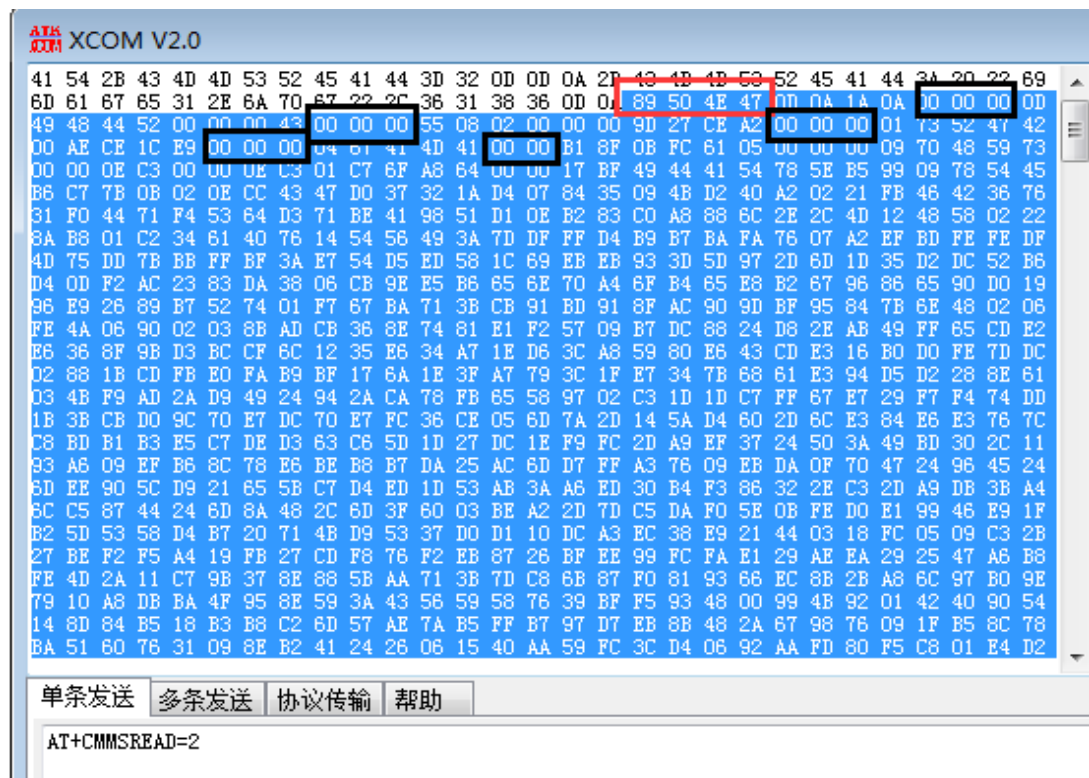 XCOM V2.0
41 54 2B 43 4D 4D 53 52 45 41 44 3D 32 0D 0D 0A 2B 43 4D 4D 53 52 45 41 44 3A 20 22 69
6D 61 67 65 31 2E 6A 70 67 22 2C 36 31 38 36 0D 0A 89 50 4E 47 0D 0A 1A 0A 00 00 00 0D
49 48 44 52 00 00 00 43 00 00 00 55 08 02 00 00 00 9D 27 CE A2 00 00 00 01 73 52 47 42
00 AE CE 1C E9 00 00 00 04 67 41 4D 41 00 00 B1 8F 0B FC 61 05 00 00 00 09 70 48 59 73
00 00 0E C3 00 00 0E C3 01 C7 6F A8 64 00 00 17 BF 49 44 41 54 78 5E B5 99 09 78 54 45
B6 C7 7B 0B 02 0E CC 43 47 D0 37 32 1A D4 07 84 35 09 4B D2 40 A2 02 21 FB 46 42 36 76
31 F0 44 71 F4 53 64 D3 71 BE 41 98 51 D1 0E B2 83 C0 A8 88 6C 2E 2C 4D 12 48 58 02 22
8A B8 01 C2 34 61 40 76 14 54 56 49 3A 7D DF FF D4 B9 B7 BA FA 76 07 A2 EF BD FE FE DF
4D 75 DD 7B BB FF BF 3A E7 54 D5 ED 58 1C 69 EB EB 93 3D 5D 97 2D 6D 1D 35 D2 DC 52 B6
D4 0D F2 AC 23 83 DA 38 06 CB 9E E5 B6 65 6E 70 A4 6F B4 65 E8 B2 67 96 86 65 90 D0 19
96 E9 26 89 B7 52 74 01 F7 67 BA 71 3B CB 91 BD 91 8F AC 90 9D BF 95 84 7B 6E 48 02 06
FE 4A 06 90 02 03 8B AD CB 36 8E 74 81 E1 F2 57 09 B7 DC 88 24 D8 2E AB 49 FF 65 CD E2
E6 36 8F 9B D3 BC CF 6C 12 35 E6 34 A7 1E D6 3C A8 59 80 E6 43 CD E3 16 B0 D0 FE 7D DC
02 88 1B CD FB E0 FA B9 BF 17 6A 1E 3F A7 79 3C 1F E7 34 7B 68 61 E3 94 D5 D2 28 8E 61
03 4B F9 AD 2A D9 49 24 94 2A CA 78 FB 65 58 97 02 C3 1D 1D C7 FF 67 E7 29 F7 F4 74 DD
1B 3B CB D0 9C 70 E7 DC 70 E7 FC 36 CE 05 6D 7A 2D 14 5A D4 60 2D 6C E3 84 E6 E3 76 7C
C8 BD B1 B3 E5 C7 DE D3 63 C6 5D 1D 27 DC 1E F9 FC 2D A9 EF 37 24 50 3A 49 BD 30 2C 11
93 A6 09 EF B6 8C 78 E6 BE B8 B7 DA 25 AC 6D D7 FF A3 76 09 EB DA 0F 70 47 24 96 45 24
6D EE 90 5C D9 21 65 5B C7 D4 ED 1D 53 AB 3A A6 ED 30 B4 F3 86 32 2E C3 2D A9 DB 3B A4
6C C5 87 44 24 6D 8A 48 2C 6D 3F 60 03 BE A2 2D 7D C5 DA F0 5E 0B FE D0 E1 99 46 E9 1F
B2 5D 53 58 D4 B7 20 71 4B D9 53 37 D0 D1 10 DC A3 EC 38 E9 21 44 03 18 FC 05 09 C3 2B
27 BE F2 F5 A4 19 FB 27 CD F8 76 F2 EB 87 26 BF EE 99 FC FA E1 29 AE EA 29 25 47 A6 B8
FE 4D 2A 11 C7 9B 37 8E 88 5B AA 71 3B 7D C8 6B 87 F0 81 93 66 EC 8B 2B A8 6C 97 B0 9E
79 10 A8 DB BA 4F 95 8E 59 3A 43 56 59 58 76 39 BF F5 93 48 00 99 4B 92 01 42 40 90 54
14 8D 84 B5 18 B3 B8 C2 6D 57 AE 7A B5 FF B7 97 D7 EB 8B 48 2A 67 98 76 09 1F B5 8C 78
BA 51 60 76 31 09 8E B2 41 24 26 06 15 40 AA 59 FC 3C D4 06 92 AA FD 80 F5 C8 01 E4 D2
单条发送 多条发送 协议传输 帮助
AT+CMMSREAD=2